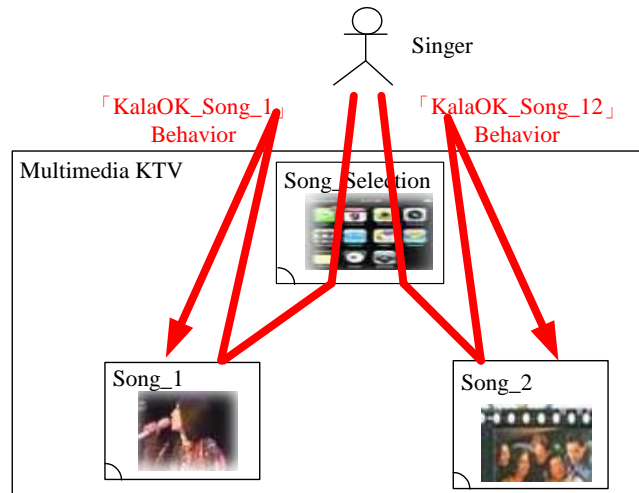 Singer
「KalaOK_Song_1」
Behavior
「KalaOK_Song_12」
Behavior
Multimedia KTV
Song_Selection
Song_1
Song_2